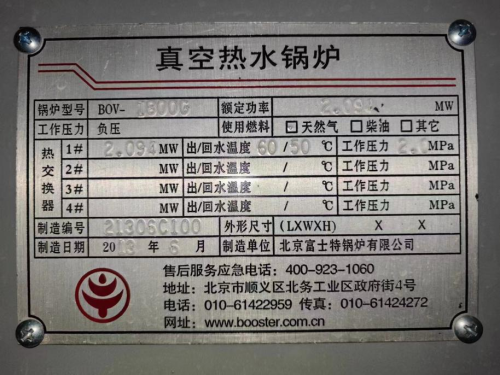 真空热水锅炉
锅炉型号 BOV- 额定功率 2.094 MW
工作压力 负压 使用燃料 □天然气 □柴油 □其它
热交换器 1# 2.094 MW 出/回水温度 60/50 ℃ 工作压力 MPa
2# MW 出/回水温度 / ℃ 工作压力 MPa
3# MW 出/回水温度 / ℃ 工作压力 MPa
4# MW 出/回水温度 / ℃ 工作压力 MPa
制造编号 21306C100 外形尺寸 (LXWXH) X X
制造日期 2013 年 6 月 制造单位 北京富士特锅炉有限公司
售后服务应急电话: 400-923-1060
地址: 北京市顺义区北务工业区政府街4号
电话: 010-61422959 传真: 010-61424272
网址: www.booster.com.cn